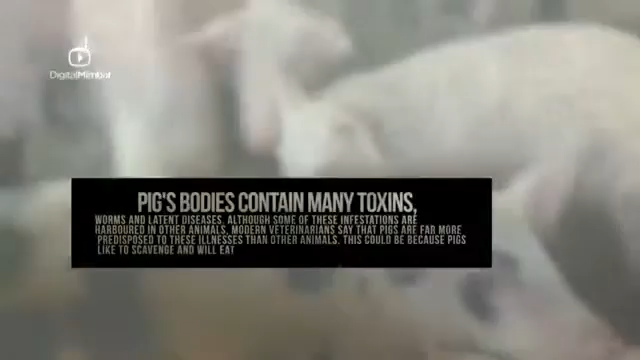 DigitalMimbar
PIG'S BODIES CONTAIN MANY TOXINS,
WORMS AND LATENT DISEASES. ALTHOUGH SOME OF THESE INFESTATIONS ARE
HARBOURED IN OTHER ANIMALS, MODERN VETERINARIANS SAY THAT PIGS ARE FAR MORE
PREDISPOSED TO THESE ILLNESSES THAN OTHER ANIMALS. THIS COULD BE BECAUSE PIGS
LIKE TO SCAVENGE AND WILL EAT